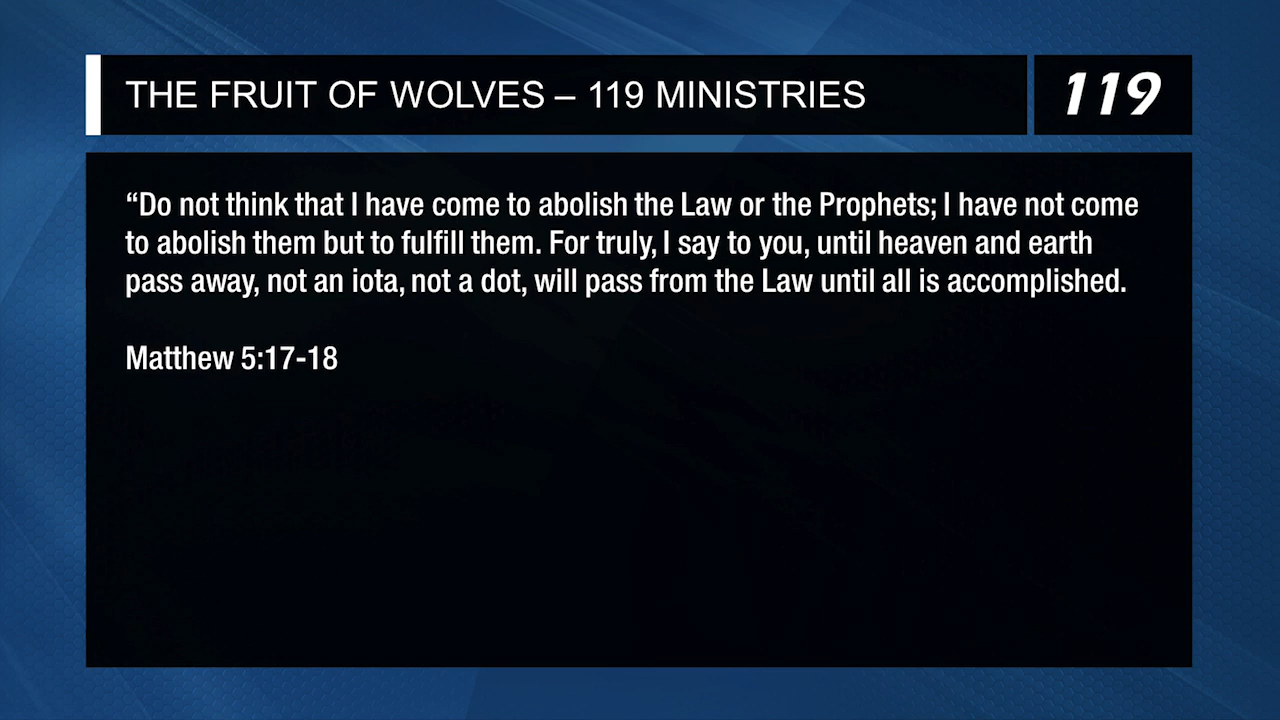 THE FRUIT OF WOLVES – 119 MINISTRIES
119
“Do not think that I have come to abolish the Law or the Prophets; I have not come
to abolish them but to fulfill them. For truly, I say to you, until heaven and earth
pass away, not an iota, not a dot, will pass from the Law until all is accomplished.
Matthew 5:17-18